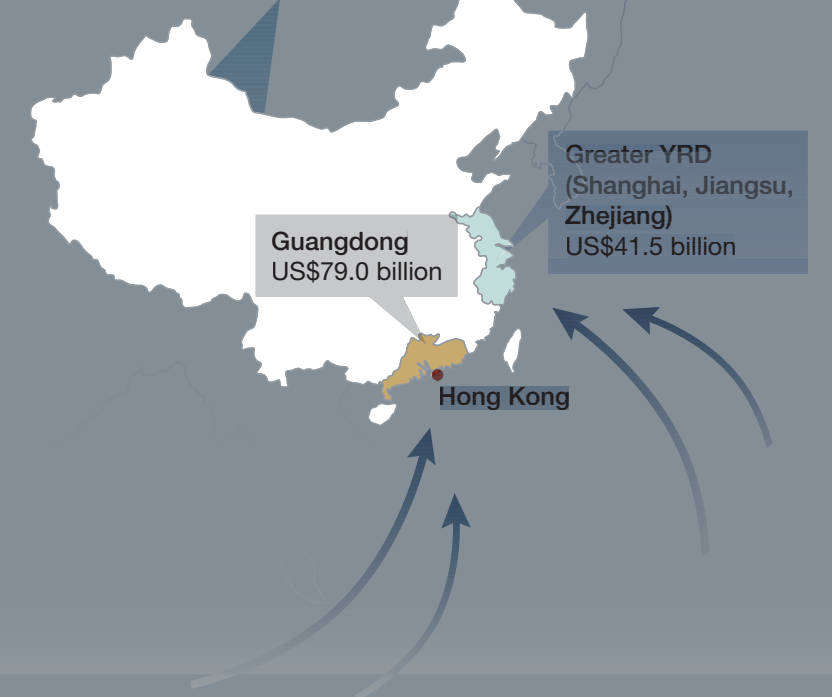 Greater YRD
(Shanghai, Jiangsu,
Zhejiang)
US$41.5 billion
Guangdong
US$79.0 billion
Hong Kong